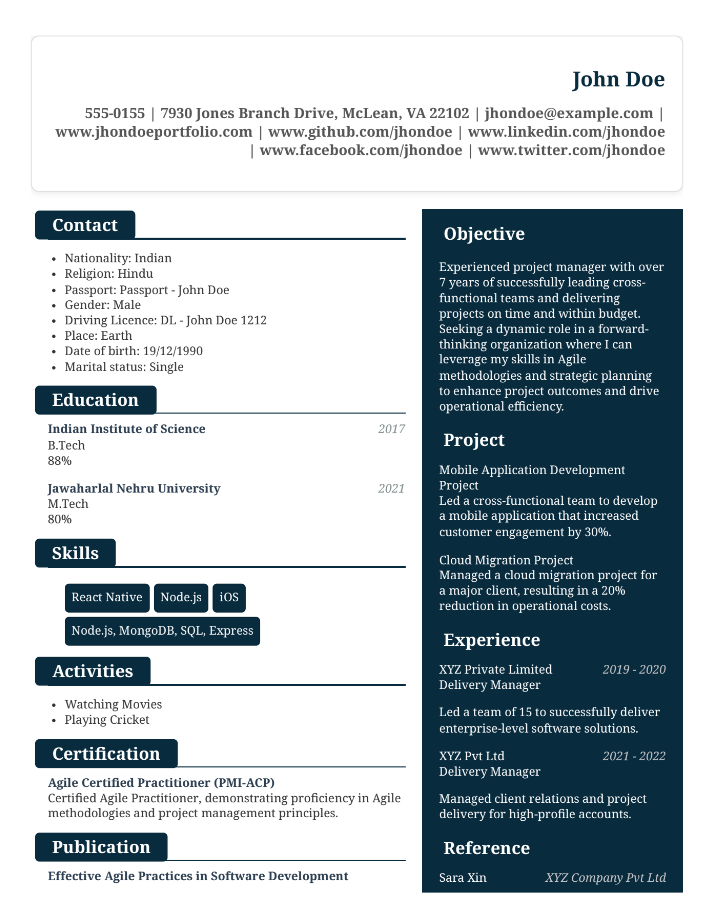 John Doe
555-0155 | 7930 Jones Branch Drive, McLean, VA 22102 | jhondoe@example.com |
www.jhondoeportfolio.com | www.github.com/jhondoe | www.linkedin.com/jhondoe
| www.facebook.com/jhondoe | www.twitter.com/jhondoe
Contact
• Nationality: Indian
• Religion: Hindu
• Passport: Passport - John Doe
• Gender: Male
• Driving Licence: DL - John Doe 1212
• Place: Earth
• Date of birth: 19/12/1990
• Marital status: Single
Education
Indian Institute of Science 2017
B.Tech
88%
Jawaharlal Nehru University 2021
M.Tech
80%
Skills
React Native Node.js iOS
Node.js, MongoDB, SQL, Express
Activities
• Watching Movies
• Playing Cricket
Certification
Agile Certified Practitioner (PMI-ACP)
Certified Agile Practitioner, demonstrating proficiency in Agile
methodologies and project management principles.
Publication
Effective Agile Practices in Software Development
Objective
Experienced project manager with over
7 years of successfully leading cross-
functional teams and delivering
projects on time and within budget.
Seeking a dynamic role in a forward-
thinking organization where I can
leverage my skills in Agile
methodologies and strategic planning
to enhance project outcomes and drive
operational efficiency.
Project
Mobile Application Development
Project
Led a cross-functional team to develop
a mobile application that increased
customer engagement by 30%.
Cloud Migration Project
Managed a cloud migration project for
a major client, resulting in a 20%
reduction in operational costs.
Experience
XYZ Private Limited 2019 - 2020
Delivery Manager
Led a team of 15 to successfully deliver
enterprise-level software solutions.
XYZ Pvt Ltd 2021 - 2022
Delivery Manager
Managed client relations and project
delivery for high-profile accounts.
Reference
Sara Xin XYZ Company Pvt Ltd